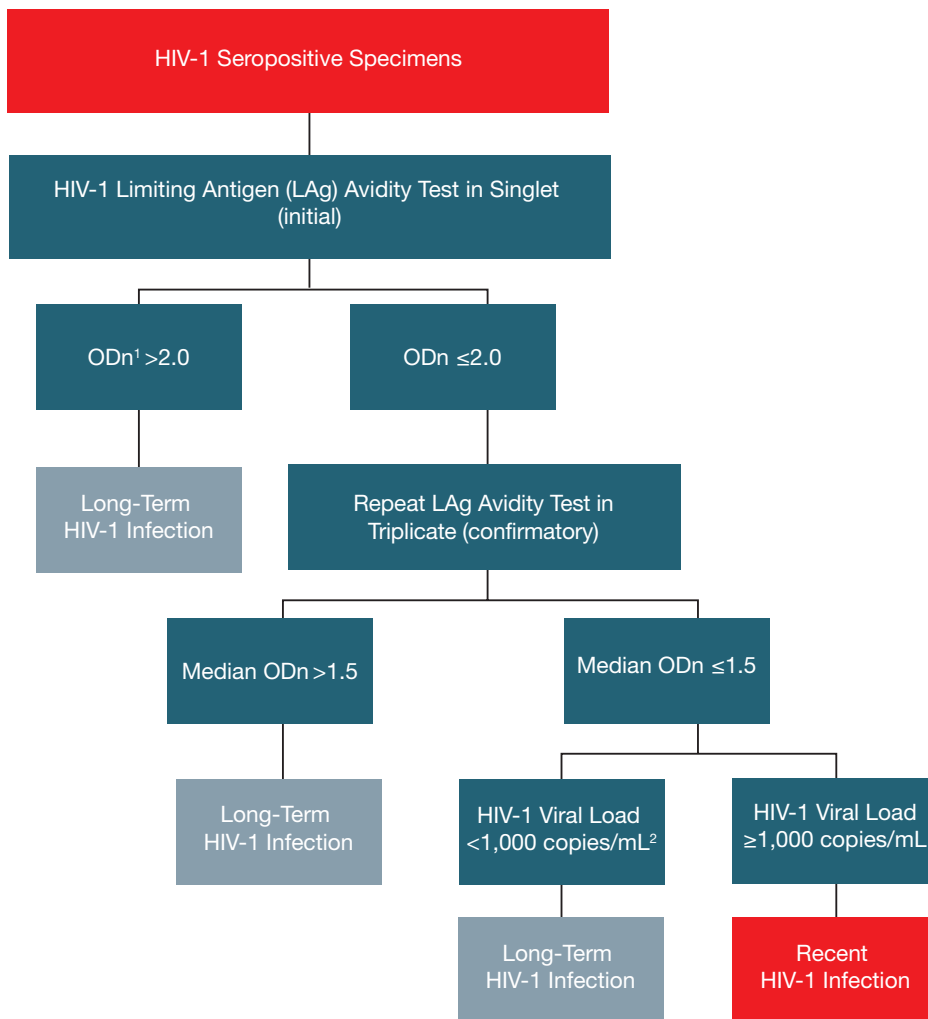 HIV-1 Seropositive Specimens
HIV-1 Limiting Antigen (LAg) Avidity Test in Singlet
(initial)
ODn¹ >2.0
ODn ≤2.0
Long-Term
HIV-1 Infection
Repeat LAg Avidity Test in
Triplicate (confirmatory)
Median ODn >1.5
Median ODn ≤1.5
Long-Term
HIV-1 Infection
HIV-1 Viral Load
<1,000 copies/mL²
HIV-1 Viral Load
≥1,000 copies/mL
Long-Term
HIV-1 Infection
Recent
HIV-1 Infection